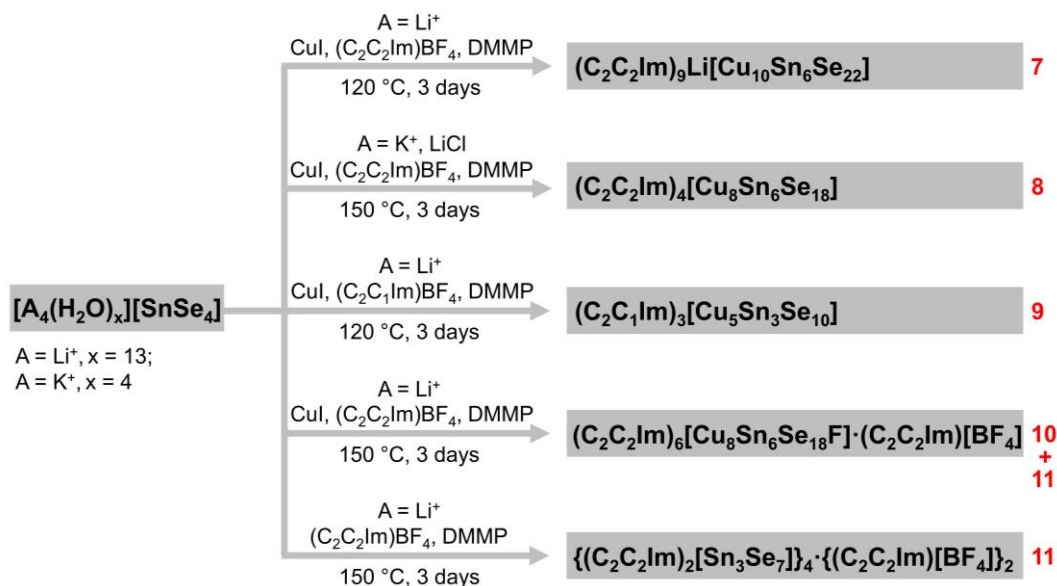 A = Li⁺
CuI, (C₂C₂Im)BF₄, DMMP
120 °C, 3 days
(C₂C₂Im)₉Li[Cu₁₀Sn₆Se₂₂]
7
A = K⁺, LiCl
CuI, (C₂C₂Im)BF₄, DMMP
150 °C, 3 days
(C₂C₂Im)₄[Cu₈Sn₆Se₁₈]
8
[A₄(H₂O)ₓ][SnSe₄]
A = Li⁺, x = 13;
A = K⁺, x = 4
A = Li⁺
CuI, (C₂C₁Im)BF₄, DMMP
120 °C, 3 days
(C₂C₁Im)₃[Cu₅Sn₃Se₁₀]
9
A = Li⁺
CuI, (C₂C₂Im)BF₄, DMMP
150 °C, 3 days
(C₂C₂Im)₆[Cu₈Sn₆Se₁₈F]·(C₂C₂Im)[BF₄]
10
+
11
A = Li⁺
(C₂C₂Im)BF₄, DMMP
150 °C, 3 days
{(C₂C₂Im)₂[Sn₃Se₇]}₄·{(C₂C₂Im)[BF₄]}₂
11